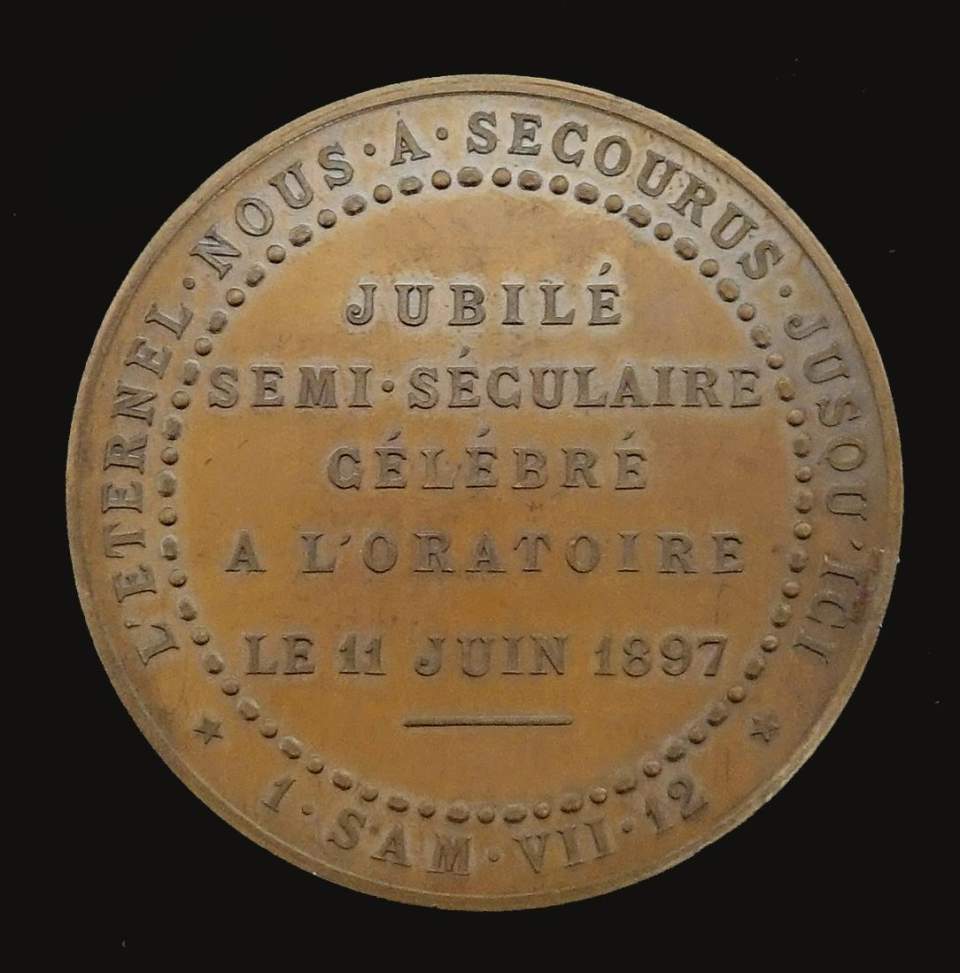 L'ETERNEL·NOUS·A·SECOURUS·JUSQU'ICI
JUBILÉ
SEMI·SÉCULAIRE
CÉLÉBRÉ
A L'ORATOIRE
LE 11 JUIN 1897
1·SAM·VII·12